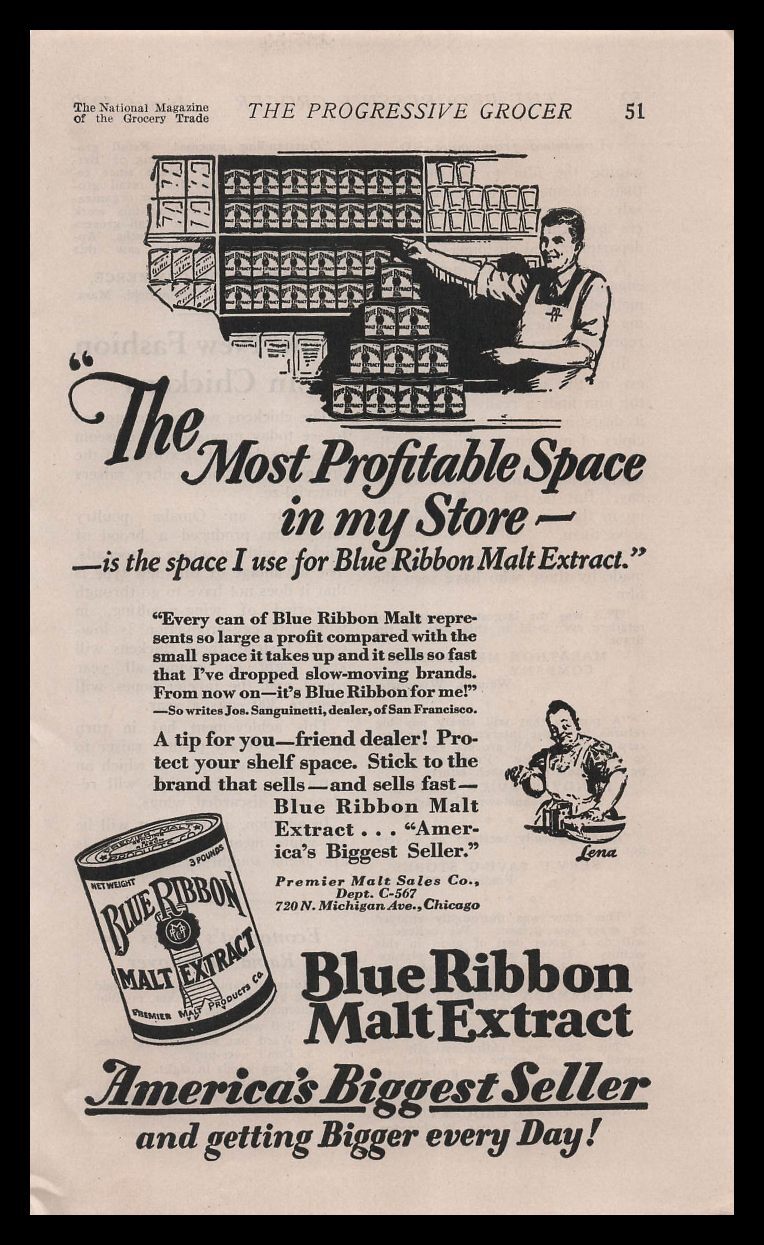 The National Magazine
of the Grocery Trade
THE PROGRESSIVE GROCER
51
“The
Most Profitable Space
in my Store —
—is the space I use for Blue Ribbon Malt Extract.”
“Every can of Blue Ribbon Malt repre-
sents so large a profit compared with the
small space it takes up and it sells so fast
that I've dropped slow-moving brands.
From now on—it's Blue Ribbon for me!”
—So writes Jos. Sanguinetti, dealer, of San Francisco.
A tip for you—friend dealer! Pro-
tect your shelf space. Stick to the
brand that sells—and sells fast—
Blue Ribbon Malt
Extract . . . “Amer-
ica's Biggest Seller.”
Premier Malt Sales Co.,
Dept. C-567
720 N. Michigan Ave., Chicago
Lena
NET WEIGHT
3 POUNDS
BLUE RIBBON
MALT EXTRACT
PREMIER MALT PRODUCTS CO.
Blue Ribbon
Malt Extract
America's Biggest Seller
and getting Bigger every Day!